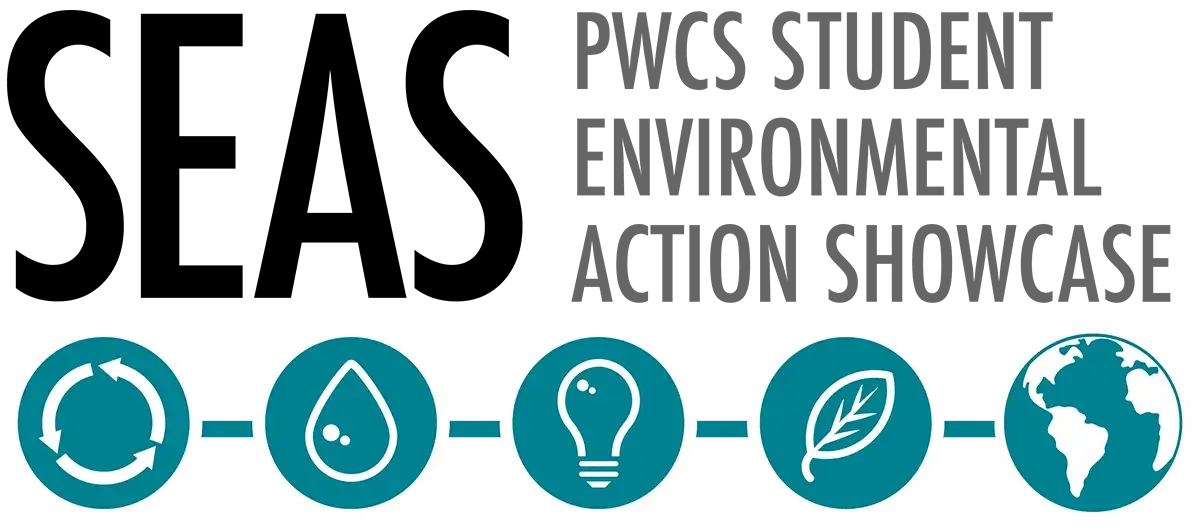 SEAS
PWCS STUDENT
ENVIRONMENTAL
ACTION SHOWCASE